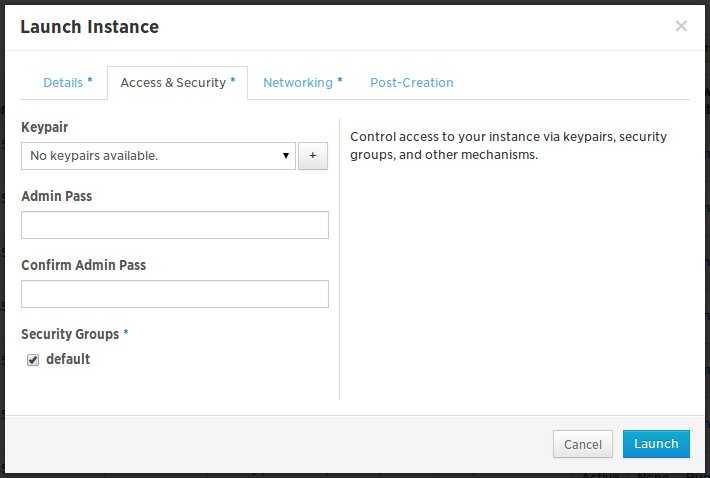 Launch Instance
×
Details *
Access & Security *
Networking *
Post-Creation
Keypair
No keypairs available.
+
Control access to your instance via keypairs, security
groups, and other mechanisms.
Admin Pass
Confirm Admin Pass
Security Groups *
default
Cancel
Launch